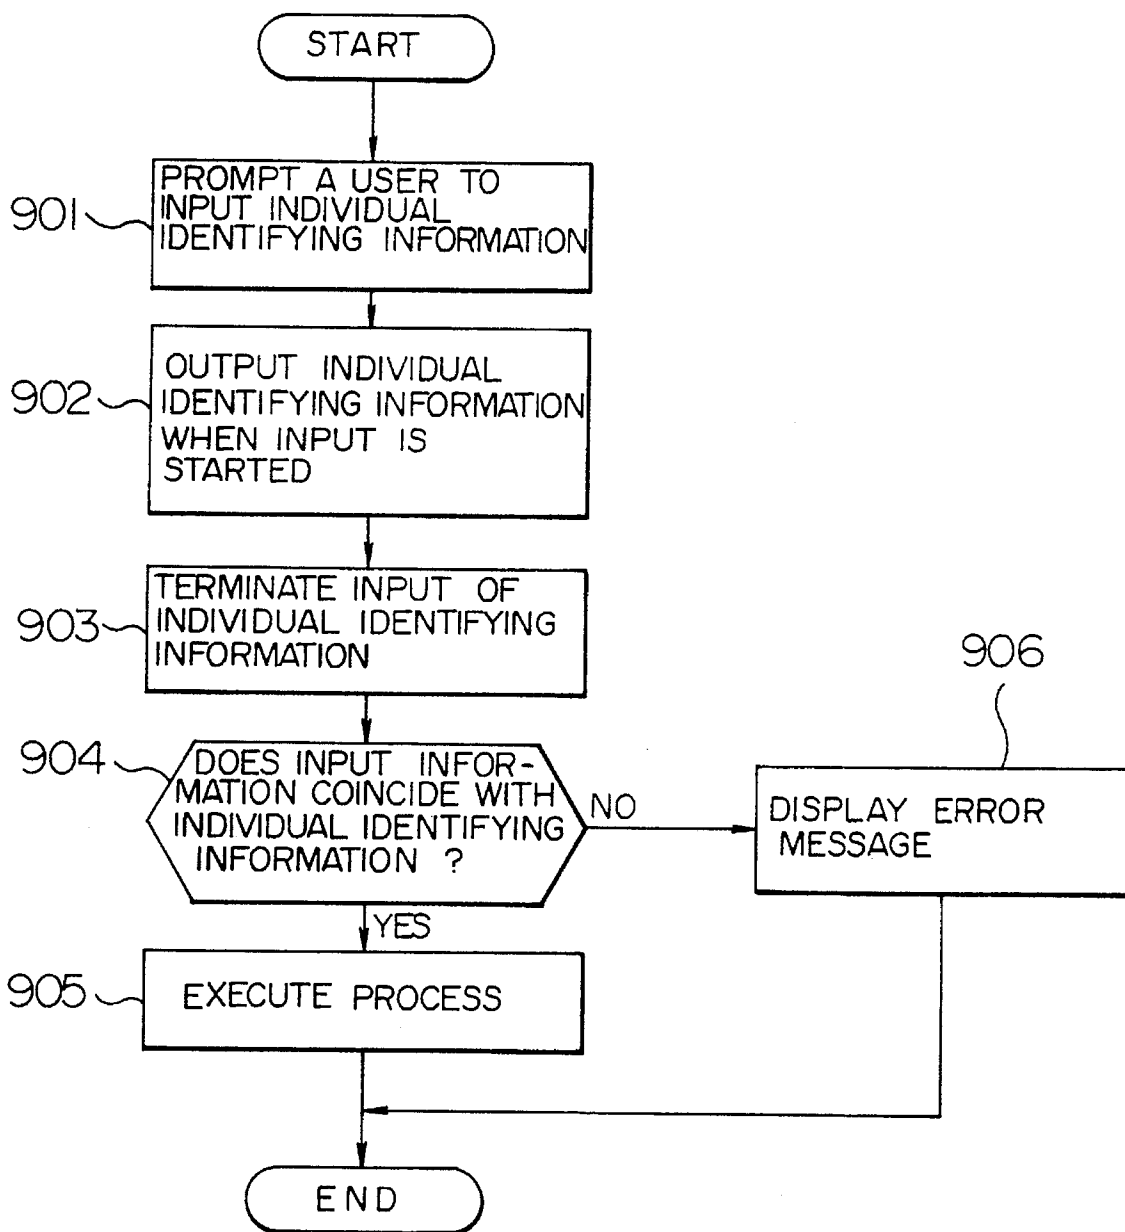 START
PROMPT A USER TO
INPUT INDIVIDUAL
IDENTIFYING INFORMATION
901
OUTPUT INDIVIDUAL
IDENTIFYING INFORMATION
WHEN INPUT IS
STARTED
902
TERMINATE INPUT OF
INDIVIDUAL IDENTIFYING
INFORMATION
903
904
DOES INPUT INFOR-
MATION COINCIDE WITH
INDIVIDUAL IDENTIFYING
INFORMATION ?
NO
906
DISPLAY ERROR
MESSAGE
YES
905
EXECUTE PROCESS
END